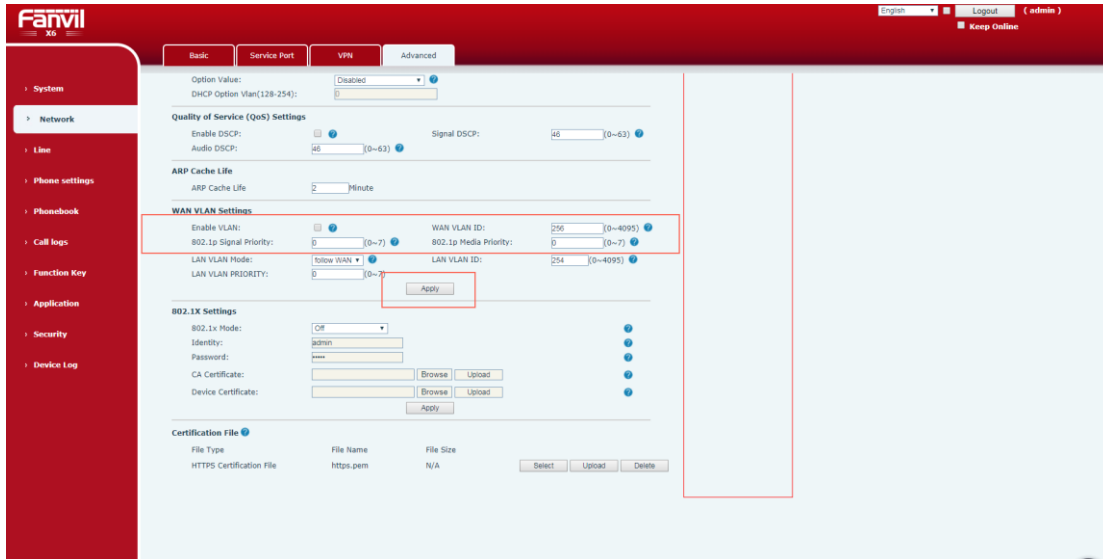 Fanvil
X6
English
Logout
( admin )
Keep Online
Basic
Service Port
VPN
Advanced
› System
› Network
› Line
› Phone settings
› Phonebook
› Call logs
› Function Key
› Application
› Security
› Device Log
Option Value: Disabled
DHCP Option Vlan(128-254): 0
Quality of Service (QoS) Settings
Enable DSCP: Signal DSCP: 46 (0~63)
Audio DSCP: 46 (0~63)
ARP Cache Life
ARP Cache Life 2 Minute
WAN VLAN Settings
Enable VLAN: WAN VLAN ID: 256 (0~4095)
802.1p Signal Priority: 0 (0~7) 802.1p Media Priority: 0 (0~7)
LAN VLAN Mode: follow WAN LAN VLAN ID: 254 (0~4095)
LAN VLAN PRIORITY: 0 (0~7)
Apply
802.1X Settings
802.1x Mode: Off
Identity: admin
Password: •••••
CA Certificate: Browse Upload
Device Certificate: Browse Upload
Apply
Certification File
File Type File Name File Size
HTTPS Certification File https.pem N/A Select Upload Delete